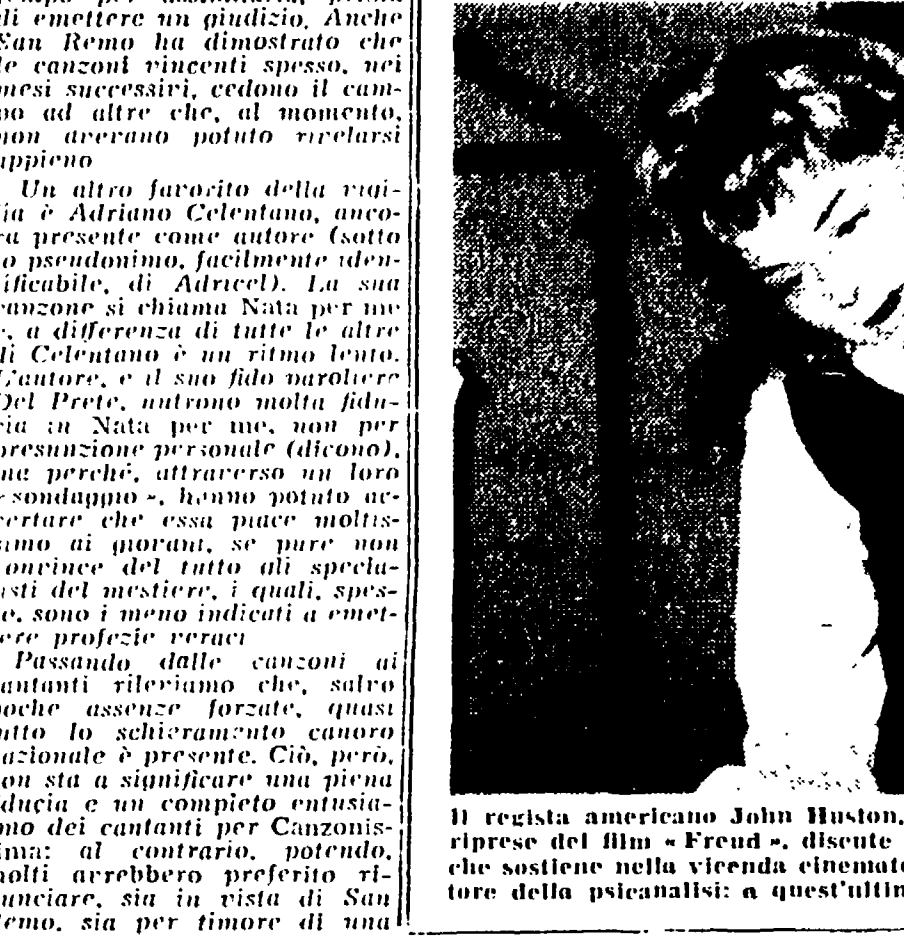 di emettere un giudizio. Anche
San Remo ha dimostrato che
le canzoni vincenti spesso, nei
mesi successivi, cedono il cam-
po ad altre che, al momento,
non avevano potuto rivelarsi
appieno
Un altro favorito della vigi-
lia è Adriano Celentano, anco-
ra presente come autore (sotto
lo pseudonimo, facilmente iden-
tificabile, di Adricel). La sua
canzone si chiama Nata per me
e, a differenza di tutte le altre
di Celentano è un ritmo lento.
L'autore, e il suo fido paroliere
Del Prete, nutrono molta fidu-
cia in Nata per me, non per
presunzione personale (dicono),
ma perché, attraverso un loro
« sondaggio », hanno potuto ac-
certare che essa piace moltis-
simo ai giovani, se pure non
convince del tutto gli specia-
listi del mestiere, i quali, spes-
so, sono i meno indicati a emet-
tere profezie veraci
Passando dalle canzoni ai
cantanti rileviamo che, salvo
poche assenze forzate, quasi
tutto lo schieramento canoro
nazionale è presente. Ciò, però,
non sta a significare una piena
fiducia e un completo entusia-
smo dei cantanti per Canzonis-
sima: al contrario, potendo,
molti avrebbero preferito ri-
nunciare, sia in vista di San
Remo, sia per timore di una
Il regista americano John Huston,
riprese del film « Freud », discute
che sostiene nella vicenda cinemato
tore della psicanalisi: a quest'ultim